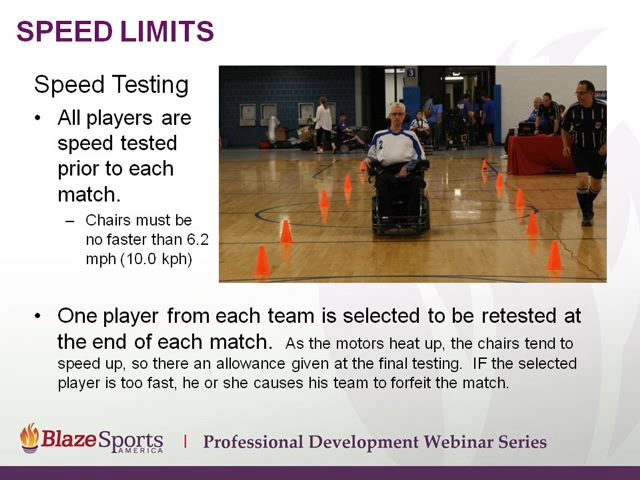 SPEED LIMITS
Speed Testing
• All players are
speed tested
prior to each
match.
– Chairs must be
no faster than 6.2
mph (10.0 kph)
3
2
• One player from each team is selected to be retested at
the end of each match. As the motors heat up, the chairs tend to
speed up, so there an allowance given at the final testing. IF the selected
player is too fast, he or she causes his team to forfeit the match.
BlazeSports
AMERICA
| Professional Development Webinar Series